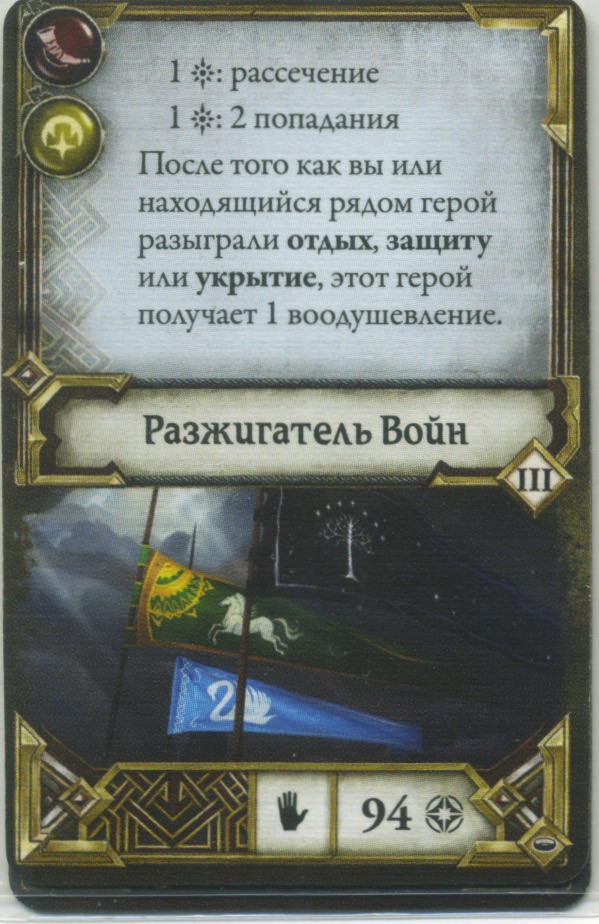 1 : рассечение
1 : 2 попадания
После того как вы или
находящийся рядом герой
разыграли отдых, защиту
или укрытие, этот герой
получает 1 воодушевление.
Разжигатель Войн
III
94